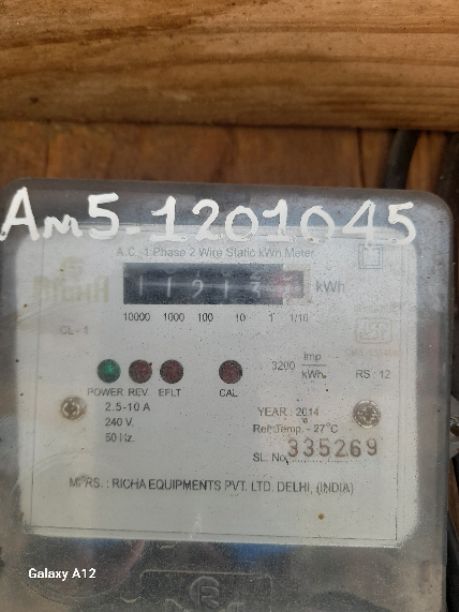 Am5-1201045
A.C. 1 Phase 2 Wire Static kWh Meter
kWh
10000 1000 100 10 1 1/10
CL - 1
3200 imp/kWh
RS : 12
POWER REV. EFLT CAL
2.5-10 A
240 V.
50 Hz.
YEAR : 2014
Ref. Temp. - 27°C
SL. No. 335269
M/FRS. : RICHA EQUIPMENTS PVT. LTD. DELHI, (INDIA)
Galaxy A12